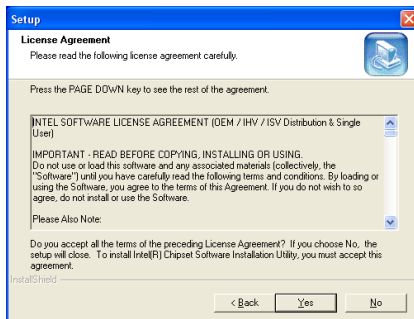 Setup
License Agreement
Please read the following license agreement carefully.
Press the PAGE DOWN key to see the rest of the agreement.
INTEL SOFTWARE LICENSE AGREEMENT (OEM / IHV / ISV Distribution & Single
User)
IMPORTANT - READ BEFORE COPYING, INSTALLING OR USING.
Do not use or load this software and any associated materials (collectively, the
"Software") until you have carefully read the following terms and conditions. By loading or
using the Software, you agree to the terms of this Agreement. If you do not wish to so
agree, do not install or use the Software.
Please Also Note:
Do you accept all the terms of the preceding License Agreement? If you choose No, the
setup will close. To install Intel(R) Chipset Software Installation Utility, you must accept this
agreement.
InstallShield
< Back
Yes
No